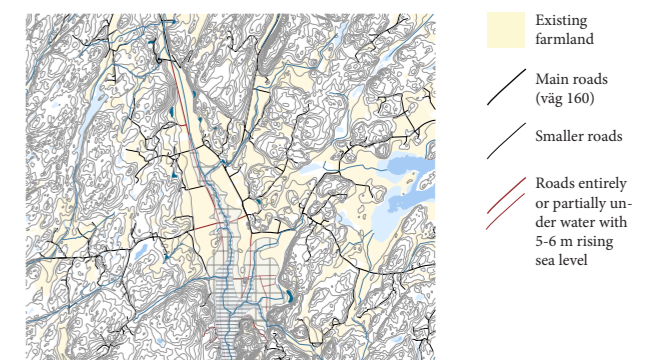 Existing
farmland
Main roads
(väg 160)
Smaller roads
Roads entirely
or partially un-
der water with
5-6 m rising
sea level